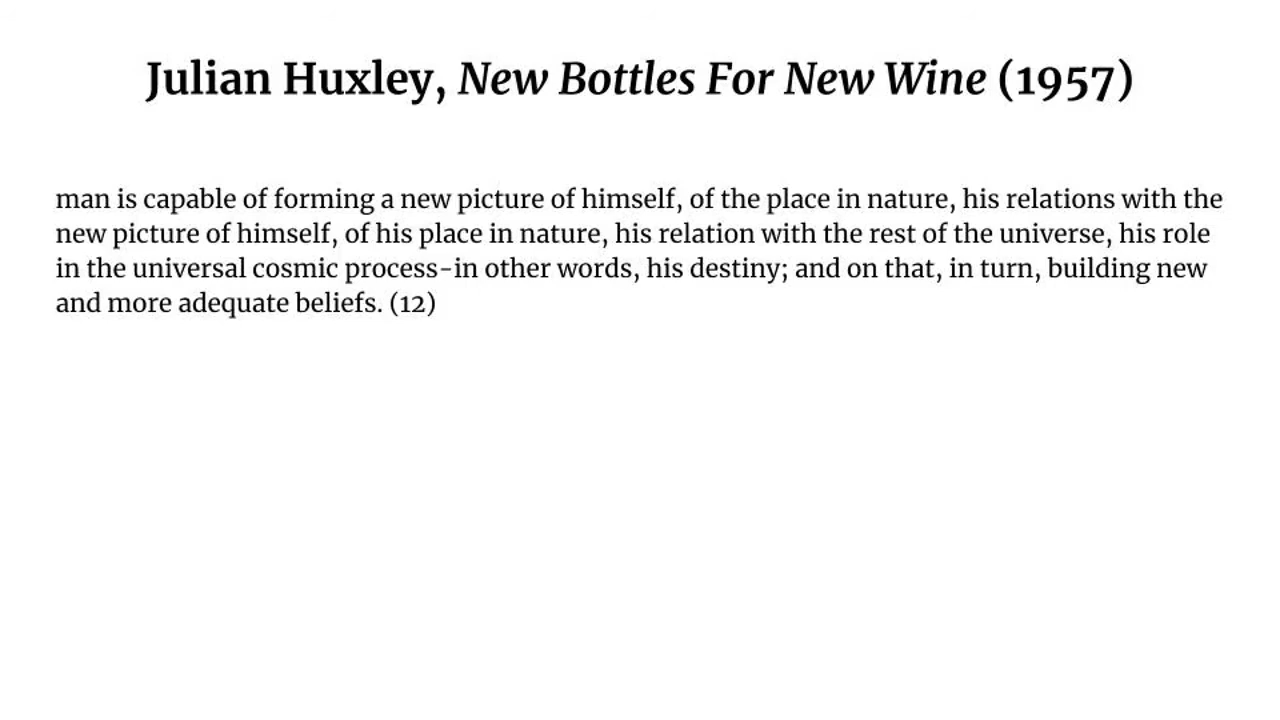 Julian Huxley, New Bottles For New Wine (1957)
man is capable of forming a new picture of himself, of the place in nature, his relations with the
new picture of himself, of his place in nature, his relation with the rest of the universe, his role
in the universal cosmic process-in other words, his destiny; and on that, in turn, building new
and more adequate beliefs. (12)